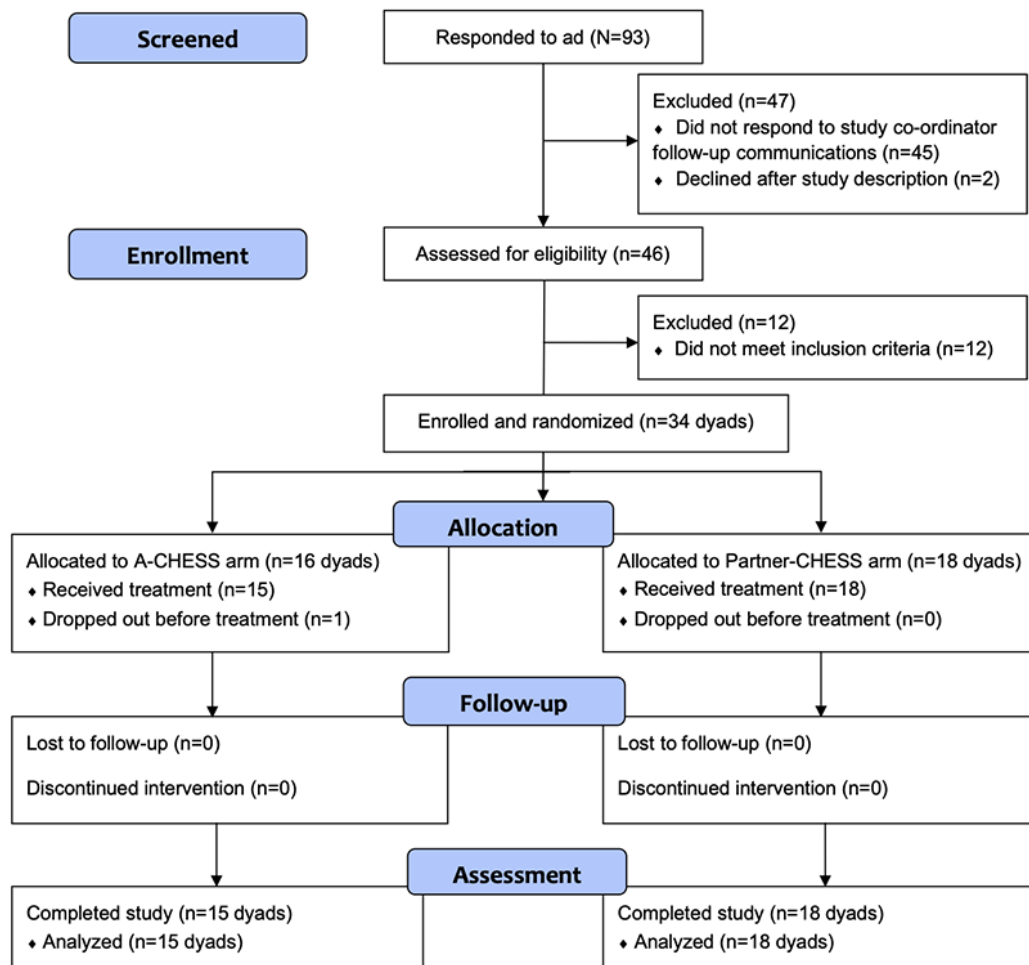 Screened
Responded to ad (N=93)
Excluded (n=47)
♦ Did not respond to study co-ordinator
follow-up communications (n=45)
♦ Declined after study description (n=2)
Enrollment
Assessed for eligibility (n=46)
Excluded (n=12)
♦ Did not meet inclusion criteria (n=12)
Enrolled and randomized (n=34 dyads)
Allocation
Allocated to A-CHESS arm (n=16 dyads)
♦ Received treatment (n=15)
♦ Dropped out before treatment (n=1)
Allocated to Partner-CHESS arm (n=18 dyads)
♦ Received treatment (n=18)
♦ Dropped out before treatment (n=0)
Follow-up
Lost to follow-up (n=0)
Discontinued intervention (n=0)
Lost to follow-up (n=0)
Discontinued intervention (n=0)
Assessment
Completed study (n=15 dyads)
♦ Analyzed (n=15 dyads)
Completed study (n=18 dyads)
♦ Analyzed (n=18 dyads)